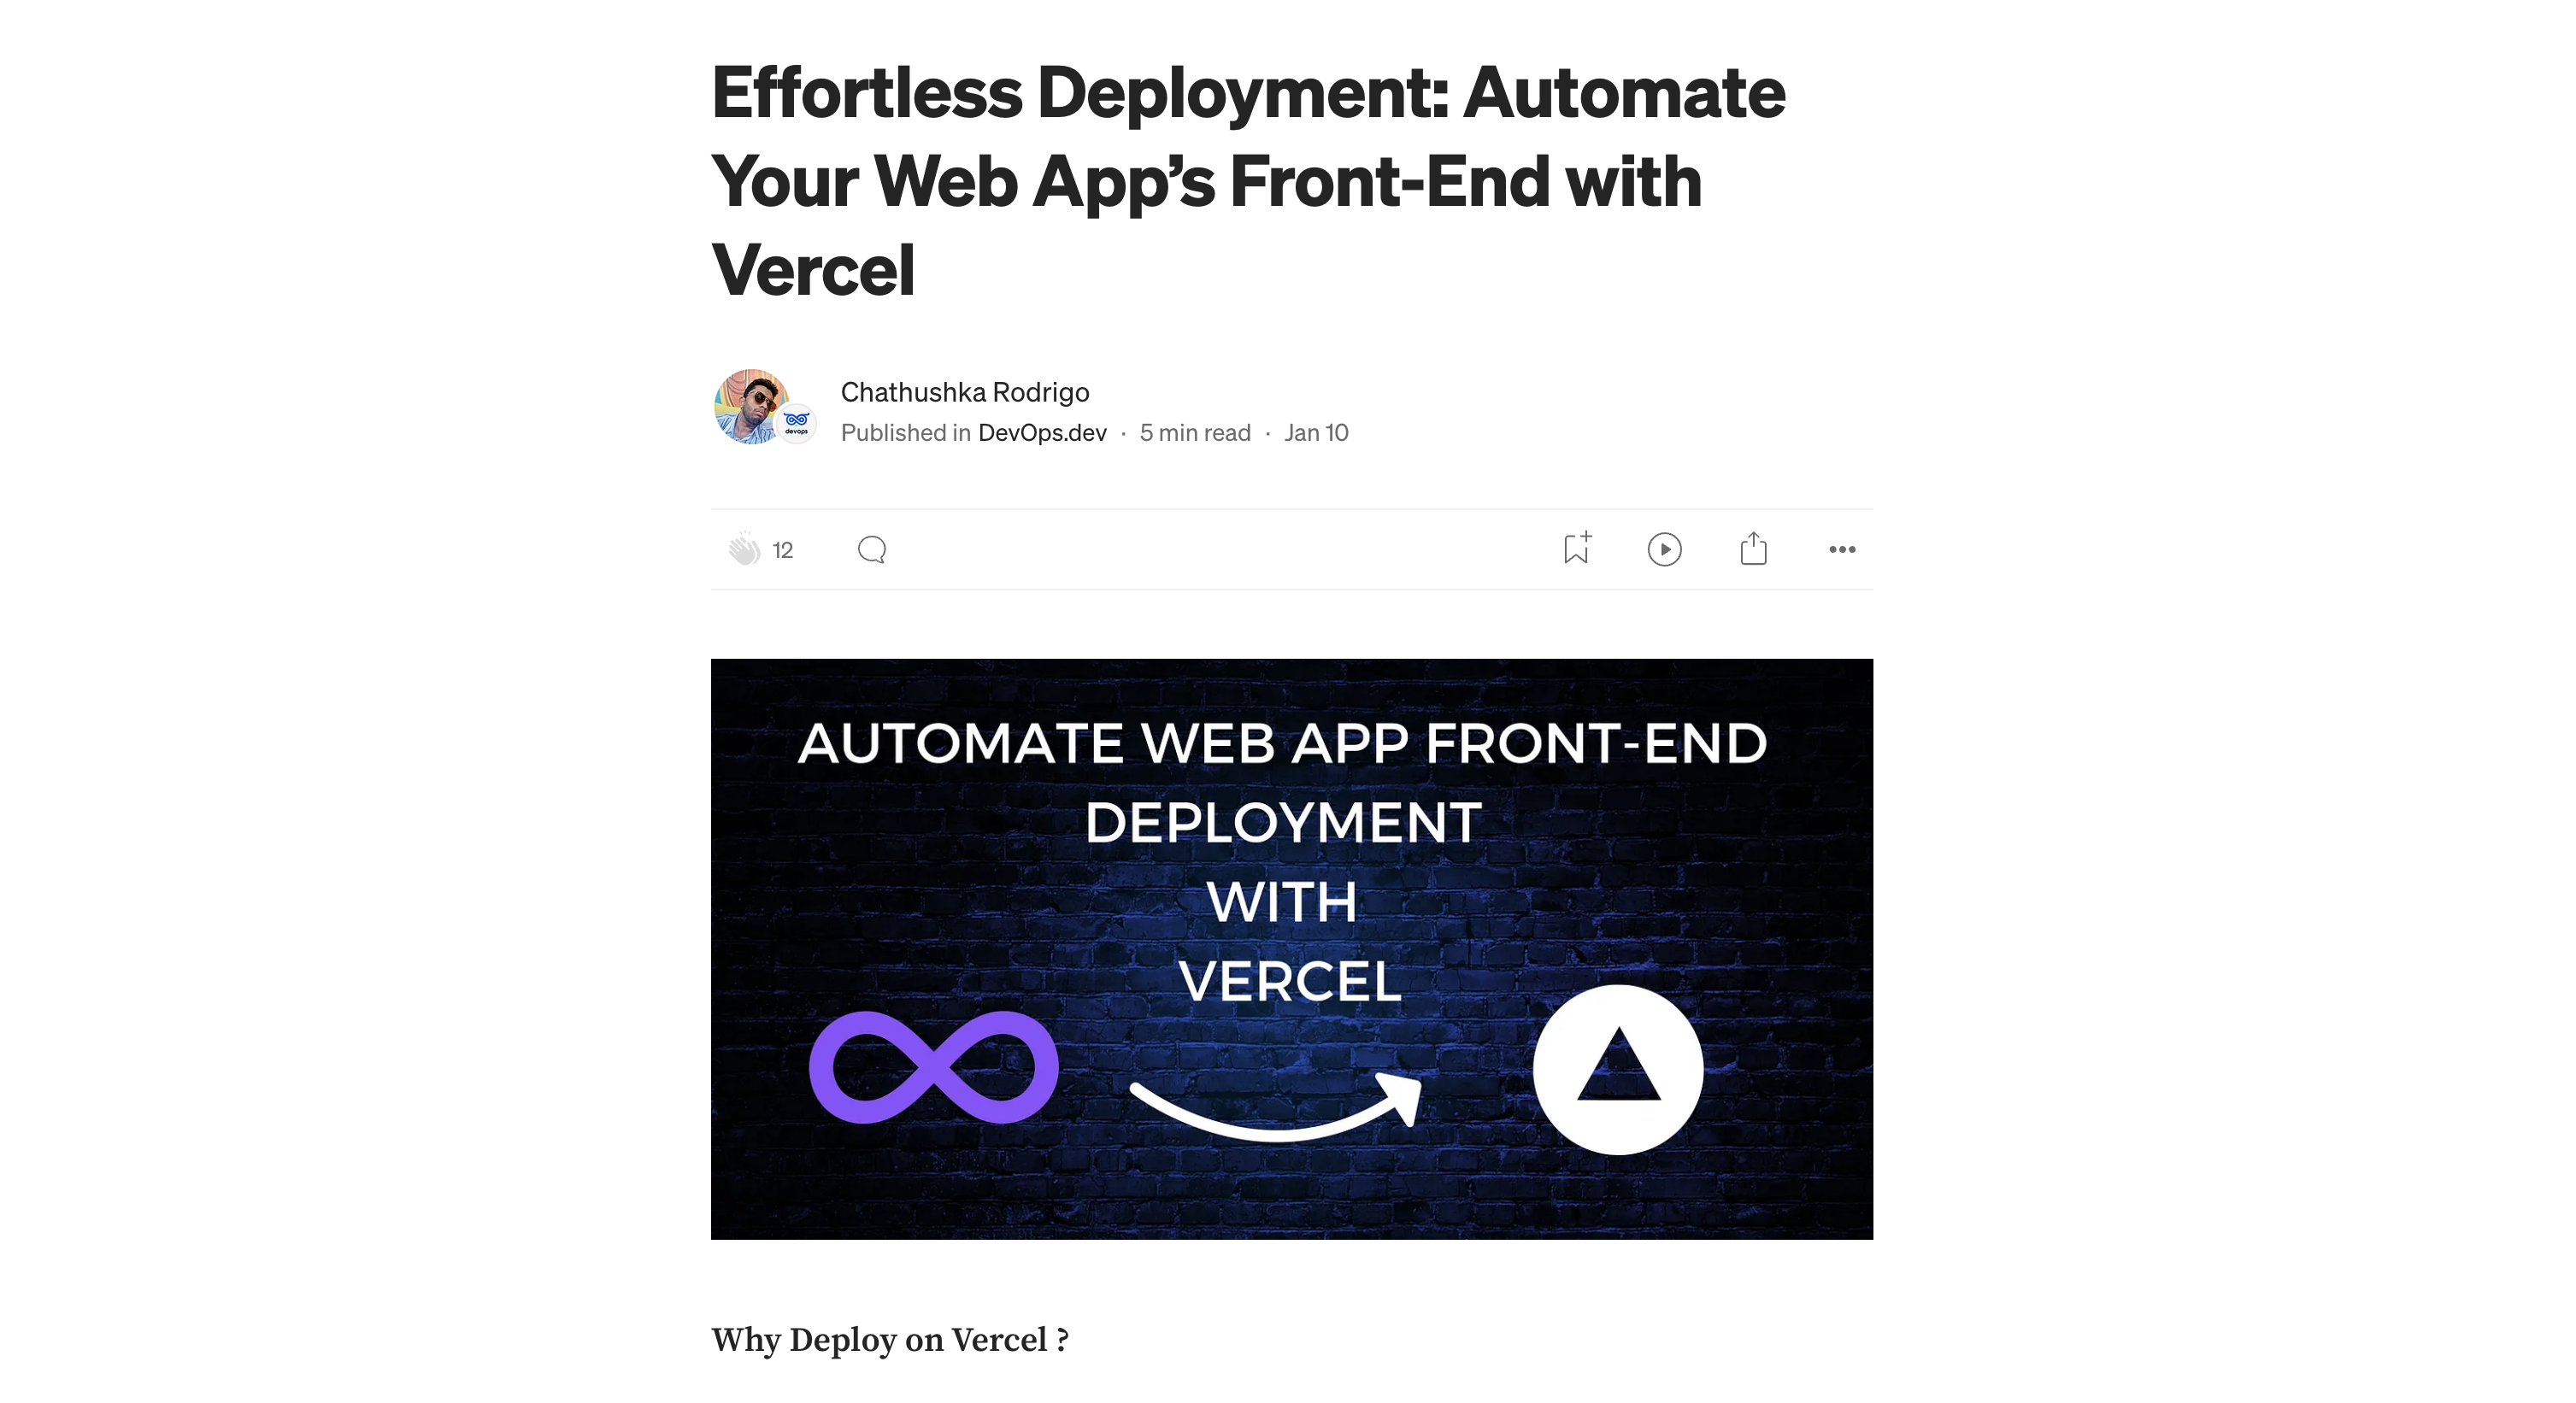 Effortless Deployment: Automate
Your Web App’s Front-End with
Vercel
Chathushka Rodrigo
devops
Published in DevOps.dev · 5 min read · Jan 10
12
AUTOMATE WEB APP FRONT-END
DEPLOYMENT
WITH
VERCEL
Why Deploy on Vercel ?